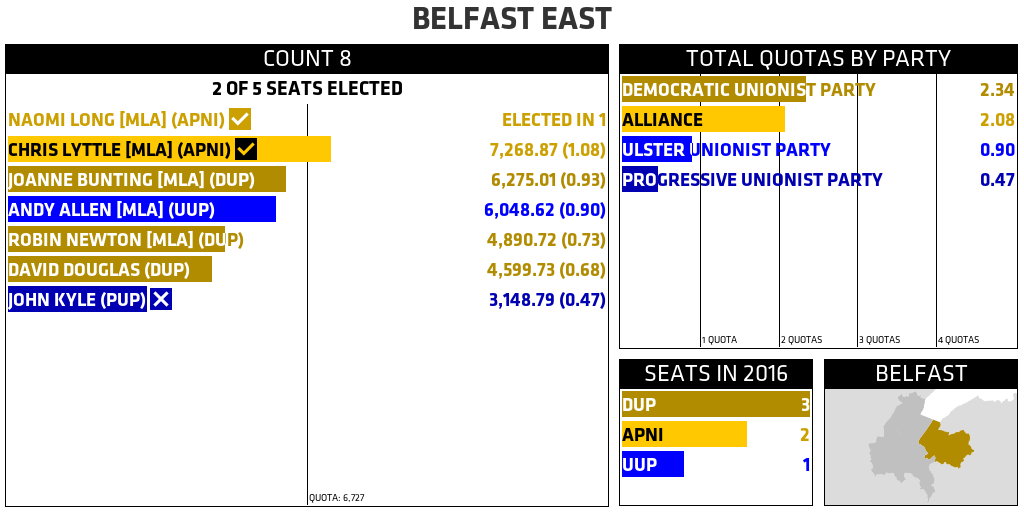 BELFAST EAST
COUNT 8
2 OF 5 SEATS ELECTED
NAOMI LONG [MLA] (APNI) ELECTED IN 1
CHRIS LYTTLE [MLA] (APNI) 7,268.87 (1.08)
JOANNE BUNTING [MLA] (DUP) 6,275.01 (0.93)
ANDY ALLEN [MLA] (UUP) 6,048.62 (0.90)
ROBIN NEWTON [MLA] (DUP) 4,890.72 (0.73)
DAVID DOUGLAS (DUP) 4,599.73 (0.68)
JOHN KYLE (PUP) 3,148.79 (0.47)
QUOTA: 6,727
TOTAL QUOTAS BY PARTY
DEMOCRATIC UNIONIST PARTY 2.34
ALLIANCE 2.08
ULSTER UNIONIST PARTY 0.90
PROGRESSIVE UNIONIST PARTY 0.47
1 QUOTA 2 QUOTAS 3 QUOTAS 4 QUOTAS
SEATS IN 2016
DUP 3
APNI 2
UUP 1
BELFAST